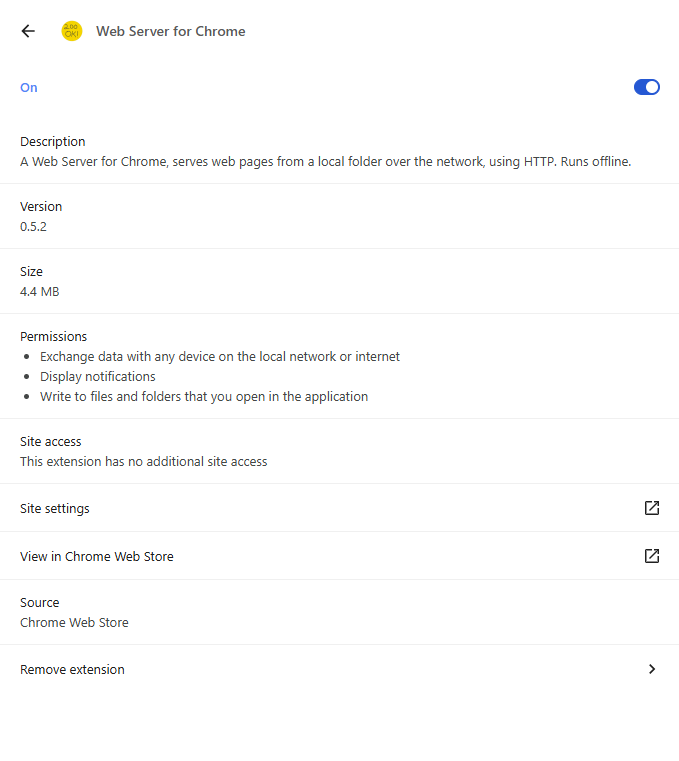 200
OK!
Web Server for Chrome
On
Description
A Web Server for Chrome, serves web pages from a local folder over the network, using HTTP. Runs offline.
Version
0.5.2
Size
4.4 MB
Permissions
Exchange data with any device on the local network or internet
Display notifications
Write to files and folders that you open in the application
Site access
This extension has no additional site access
Site settings
View in Chrome Web Store
Source
Chrome Web Store
Remove extension